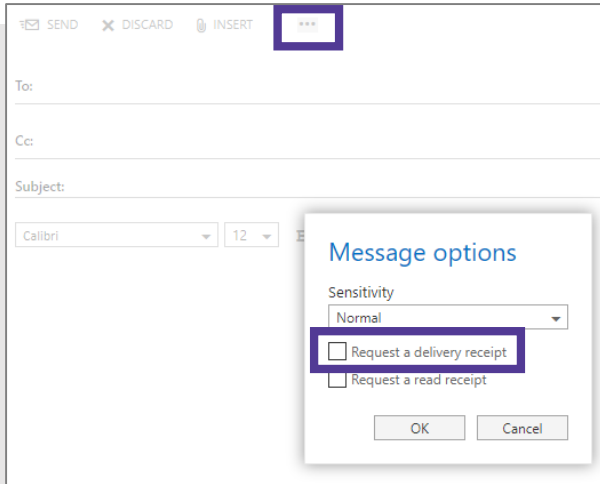 SEND DISCARD INSERT •••
To:
Cc:
Subject:
Calibri 12
Message options
Sensitivity
Normal
Request a delivery receipt
Request a read receipt
OK Cancel